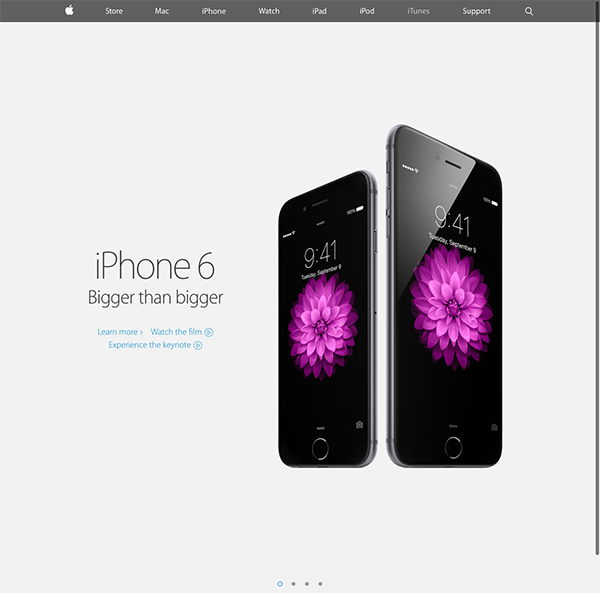 Store Mac iPhone Watch iPad iPod iTunes Support
iPhone 6
Bigger than bigger
Learn more › Watch the film
Experience the keynote
100%
9:41
Tuesday, September 9
100%
9:41
Tuesday, September 9